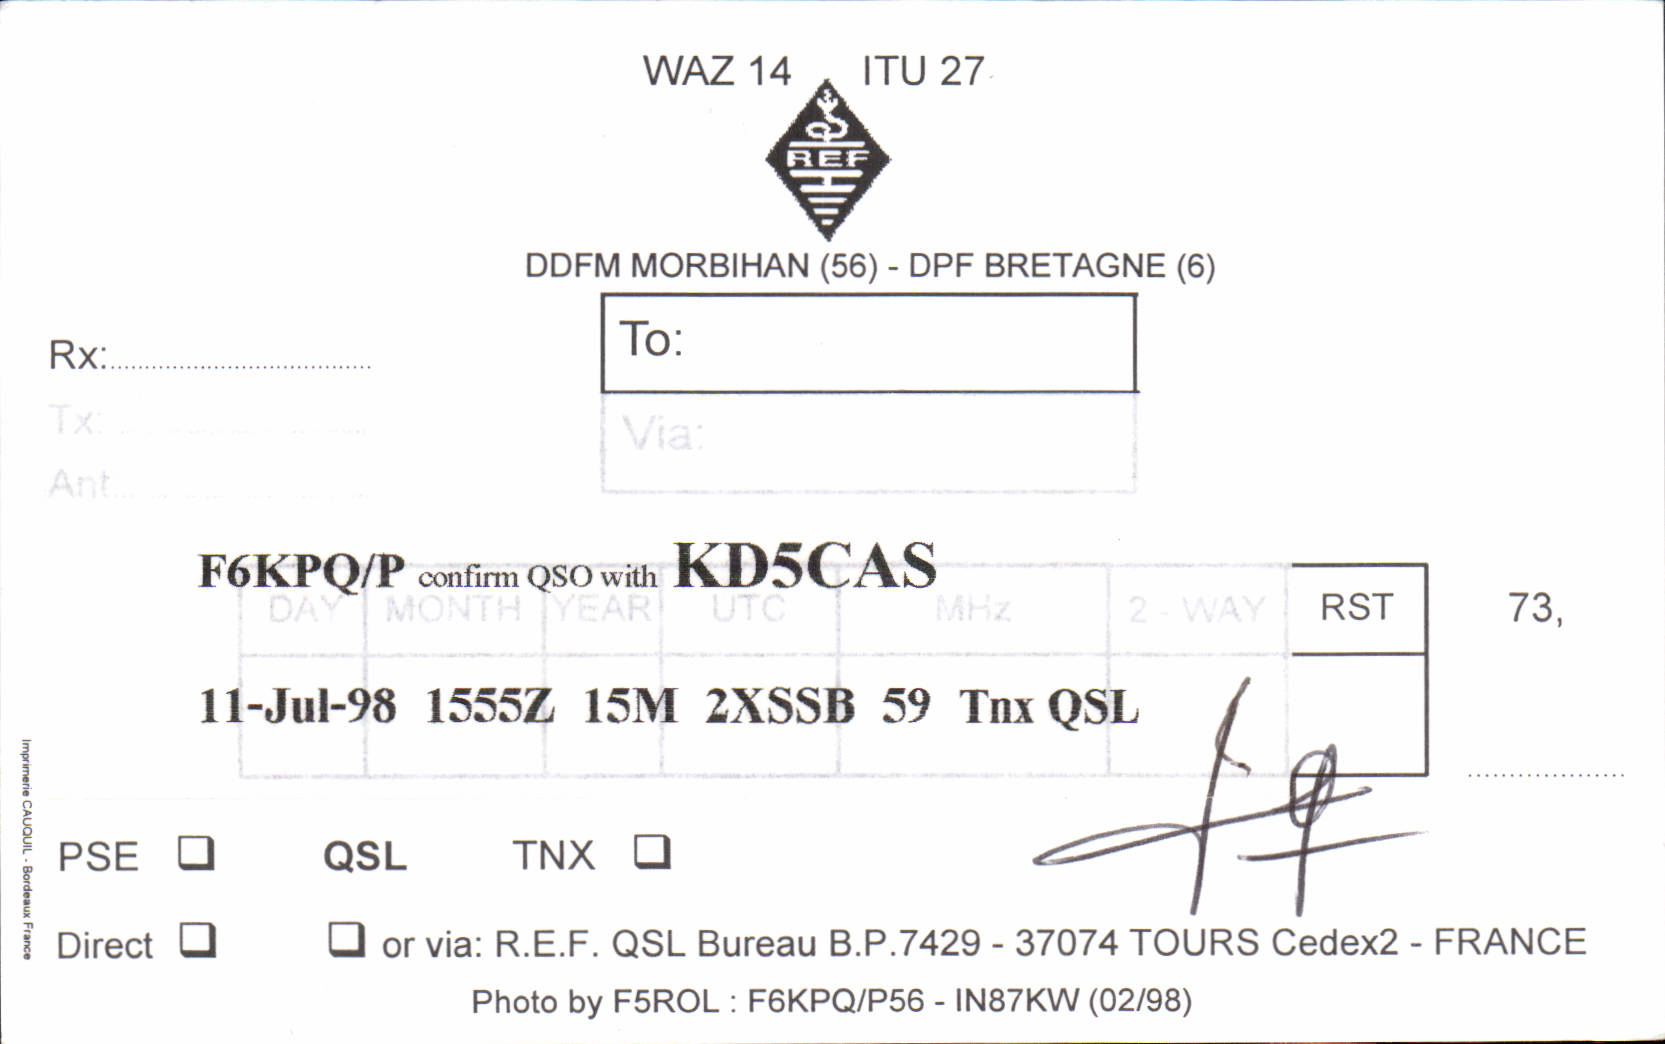 WAZ 14 ITU 27
REF
DDFM MORBIHAN (56) - DPF BRETAGNE (6)
To:
Rx:
Tx:
Via:
Ant
F6KPQ/P confirm QSO with KD5CAS
DAY MONTH YEAR UTC MHz 2 - WAY RST 73,
11-Jul-98 1555Z 15M 2XSSB 59 Tnx QSL
PSE QSL TNX
Direct or via: R.E.F. QSL Bureau B.P.7429 - 37074 TOURS Cedex2 - FRANCE
Photo by F5ROL : F6KPQ/P56 - IN87KW (02/98)
Imprimerie CAUQUIL - Bordeaux France